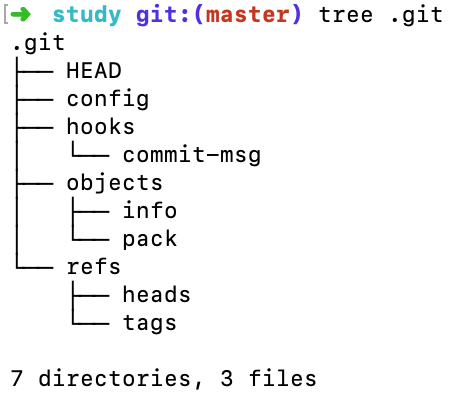 [➜  study git:(master) tree .git
.git
├── HEAD
├── config
├── hooks
│   └── commit-msg
├── objects
│   ├── info
│   └── pack
└── refs
    ├── heads
    └── tags

7 directories, 3 files